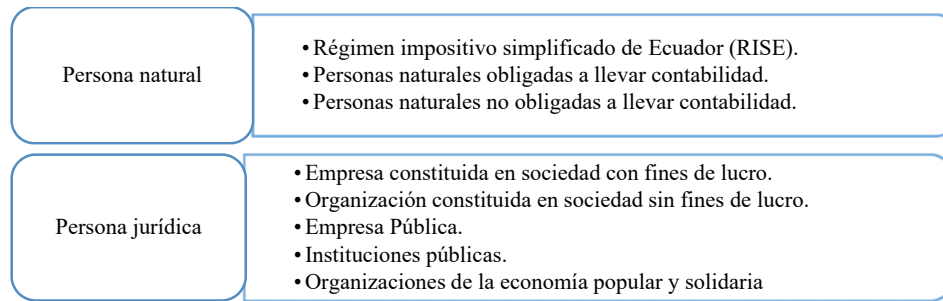 Persona natural
• Régimen impositivo simplificado de Ecuador (RISE).
• Personas naturales obligadas a llevar contabilidad.
• Personas naturales no obligadas a llevar contabilidad.
Persona jurídica
• Empresa constituida en sociedad con fines de lucro.
• Organización constituida en sociedad sin fines de lucro.
• Empresa Pública.
• Instituciones públicas.
• Organizaciones de la economía popular y solidaria